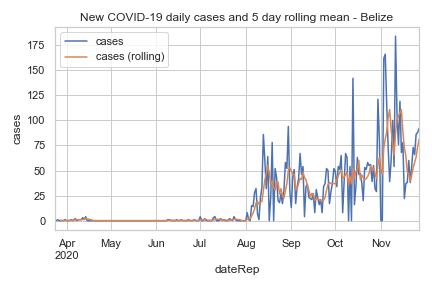 New COVID-19 daily cases and 5 day rolling mean - Belize
cases
cases (rolling)
175
150
125
100
75
50
25
0
cases
Apr May Jun Jul Aug Sep Oct Nov
2020
dateRep